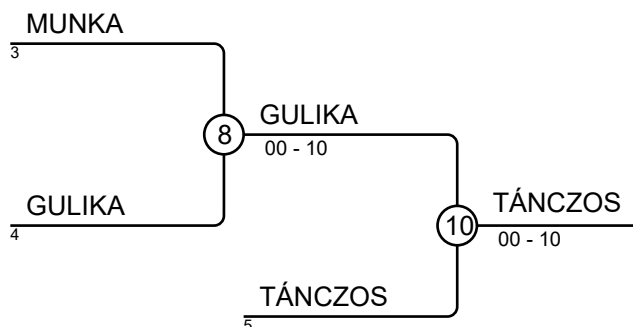 MUNKA
3
8
GULIKA
00 - 10
GULIKA
4
10
TÁNCZOS
00 - 10
TÁNCZOS
5